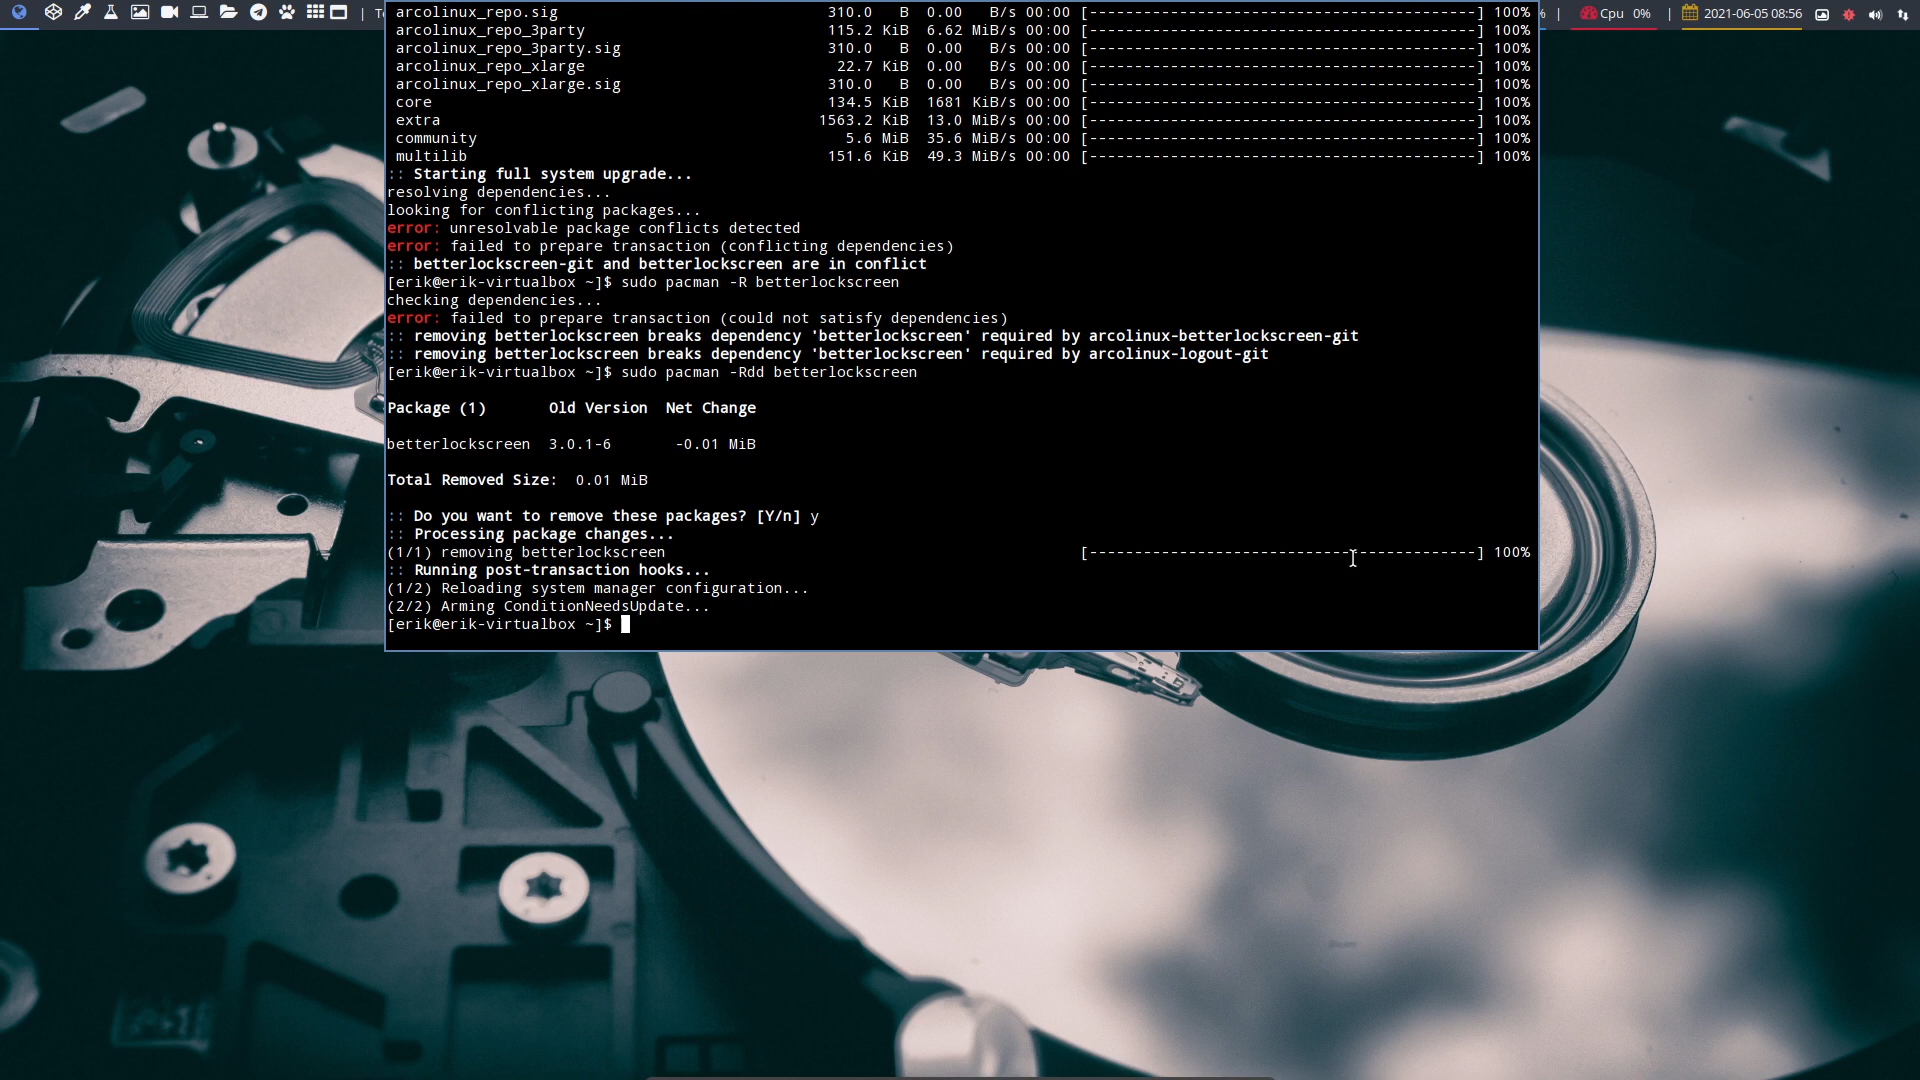 T
% | Cpu 0% | 2021-06-05 08:56
arcolinux_repo.sig 310.0 B 0.00 B/s 00:00 [-------------------------------------------] 100%
arcolinux_repo_3party 115.2 KiB 6.62 MiB/s 00:00 [-------------------------------------------] 100%
arcolinux_repo_3party.sig 310.0 B 0.00 B/s 00:00 [-------------------------------------------] 100%
arcolinux_repo_xlarge 22.7 KiB 0.00 B/s 00:00 [-------------------------------------------] 100%
arcolinux_repo_xlarge.sig 310.0 B 0.00 B/s 00:00 [-------------------------------------------] 100%
core 134.5 KiB 1681 KiB/s 00:00 [-------------------------------------------] 100%
extra 1563.2 KiB 13.0 MiB/s 00:00 [-------------------------------------------] 100%
community 5.6 MiB 35.6 MiB/s 00:00 [-------------------------------------------] 100%
multilib 151.6 KiB 49.3 MiB/s 00:00 [-------------------------------------------] 100%
:: Starting full system upgrade...
resolving dependencies...
looking for conflicting packages...
error: unresolvable package conflicts detected
error: failed to prepare transaction (conflicting dependencies)
:: betterlockscreen-git and betterlockscreen are in conflict
[erik@erik-virtualbox ~]$ sudo pacman -R betterlockscreen
checking dependencies...
error: failed to prepare transaction (could not satisfy dependencies)
:: removing betterlockscreen breaks dependency 'betterlockscreen' required by arcolinux-betterlockscreen-git
:: removing betterlockscreen breaks dependency 'betterlockscreen' required by arcolinux-logout-git
[erik@erik-virtualbox ~]$ sudo pacman -Rdd betterlockscreen
Package (1) Old Version Net Change
betterlockscreen 3.0.1-6 -0.01 MiB
Total Removed Size: 0.01 MiB
:: Do you want to remove these packages? [Y/n] y
:: Processing package changes...
(1/1) removing betterlockscreen [-------------------------------------------] 100%
:: Running post-transaction hooks...
(1/2) Reloading system manager configuration...
(2/2) Arming ConditionNeedsUpdate...
[erik@erik-virtualbox ~]$